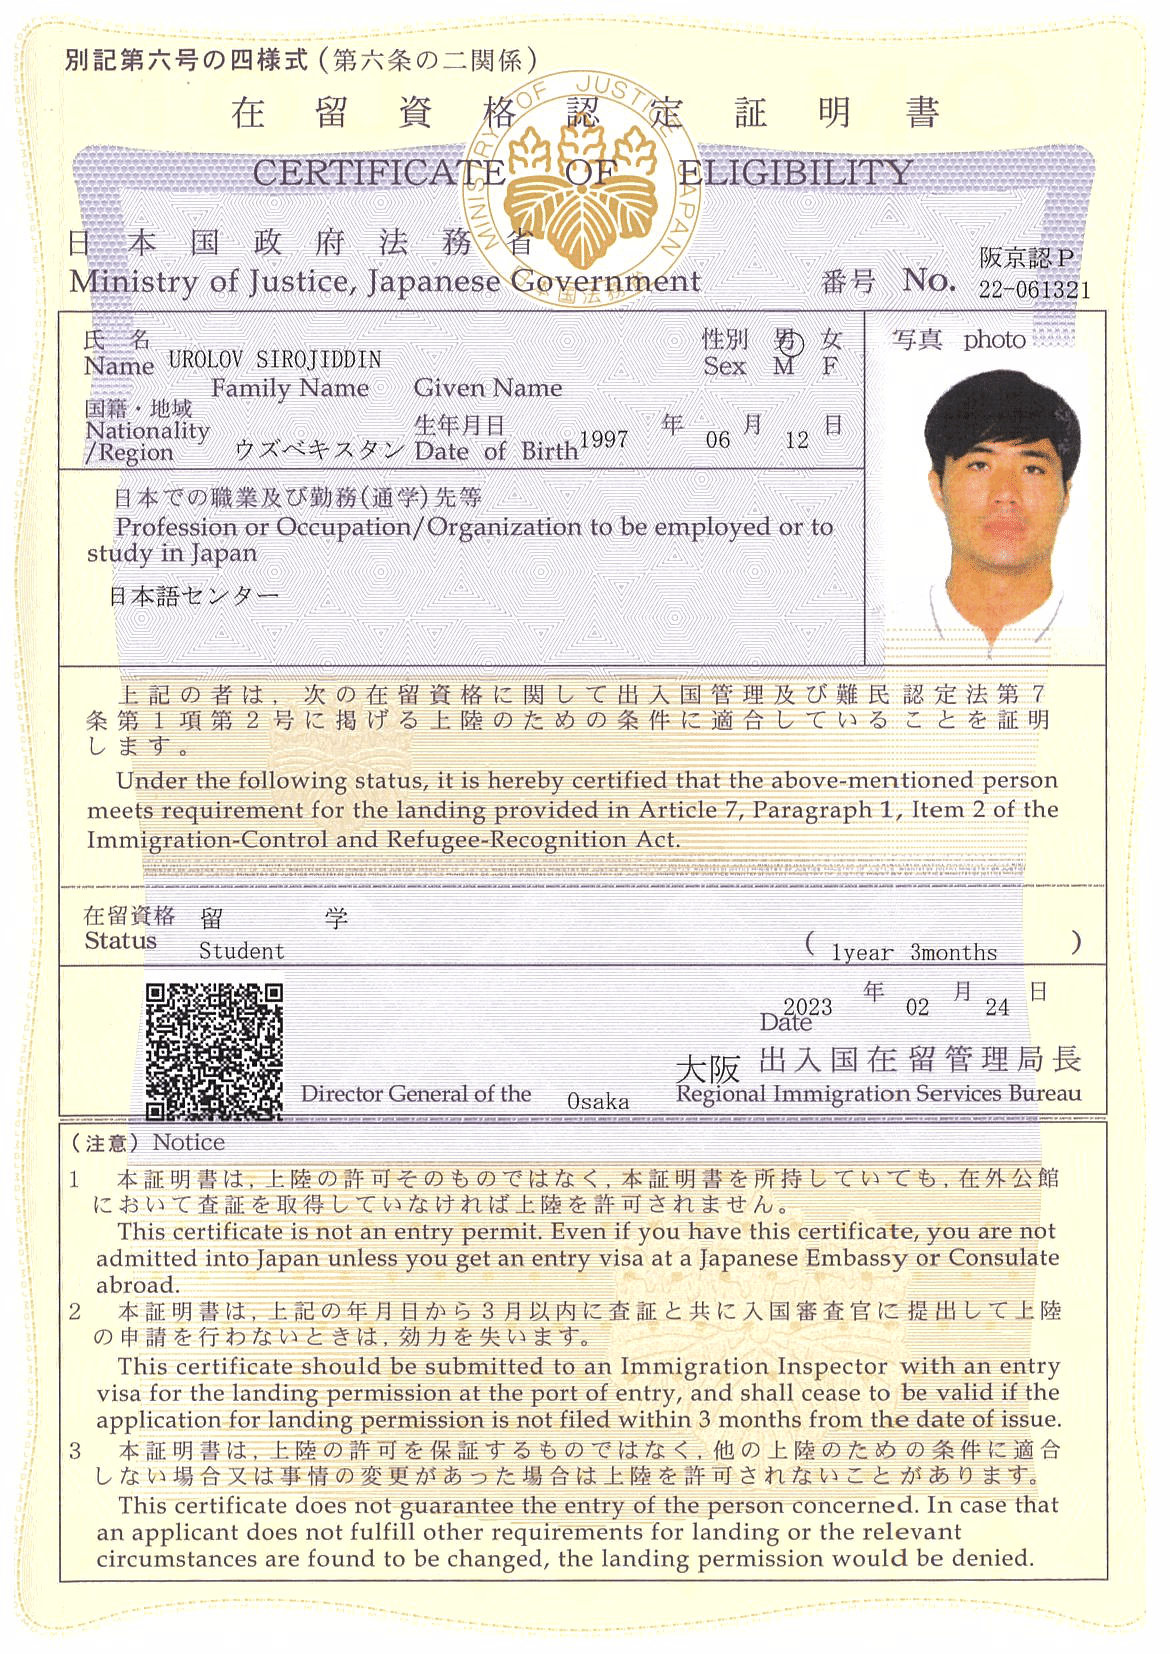 別記第六号の四様式（第六条の二関係）
在留資格認定証明書
CERTIFICATE OF ELIGIBILITY
MINISTRY OF JUSTICE JAPAN
日本国法務省
日本国政府法務省
Ministry of Justice, Japanese Government
番号 No. 阪京認P
22-061321
氏名
Name UROLOV SIROJIDDIN
Family Name Given Name
性別 男 女
Sex M F
写真 photo
国籍・地域
Nationality
/Region ウズベキスタン
生年月日 年 月 日
Date of Birth 1997 06 12
日本での職業及び勤務(通学)先等
Profession or Occupation/Organization to be employed or to
study in Japan
日本語センター
上記の者は，次の在留資格に関して出入国管理及び難民認定法第7
条第1項第2号に掲げる上陸のための条件に適合していることを証明
します。
Under the following status, it is hereby certified that the above-mentioned person
meets requirement for the landing provided in Article 7, Paragraph 1, Item 2 of the
Immigration-Control and Refugee-Recognition Act.
在留資格 留学
Status Student
( 1year 3months )
2023 年 02 月 24 日
Date
大阪 出入国在留管理局長
Director General of the Osaka Regional Immigration Services Bureau
（注意）Notice
1 本証明書は，上陸の許可そのものではなく，本証明書を所持していても，在外公館
において査証を取得していなければ上陸を許可されません。
This certificate is not an entry permit. Even if you have this certificate, you are not
admitted into Japan unless you get an entry visa at a Japanese Embassy or Consulate
abroad.
2 本証明書は，上記の年月日から3月以内に査証と共に入国審査官に提出して上陸
の申請を行わないときは，効力を失います。
This certificate should be submitted to an Immigration Inspector with an entry
visa for the landing permission at the port of entry, and shall cease to be valid if the
application for landing permission is not filed within 3 months from the date of issue.
3 本証明書は，上陸の許可を保証するものではなく，他の上陸のための条件に適合
しない場合又は事情の変更があった場合は上陸を許可されないことがあります。
This certificate does not guarantee the entry of the person concerned. In case that
an applicant does not fulfill other requirements for landing or the relevant
circumstances are found to be changed, the landing permission would be denied.